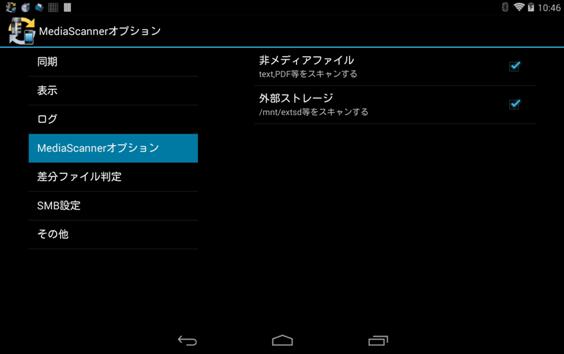 10:46
MediaScannerオプション
同期
表示
ログ
MediaScannerオプション
差分ファイル判定
SMB設定
その他
非メディアファイル
text,PDF等をスキャンする
外部ストレージ
/mnt/extsd等をスキャンする